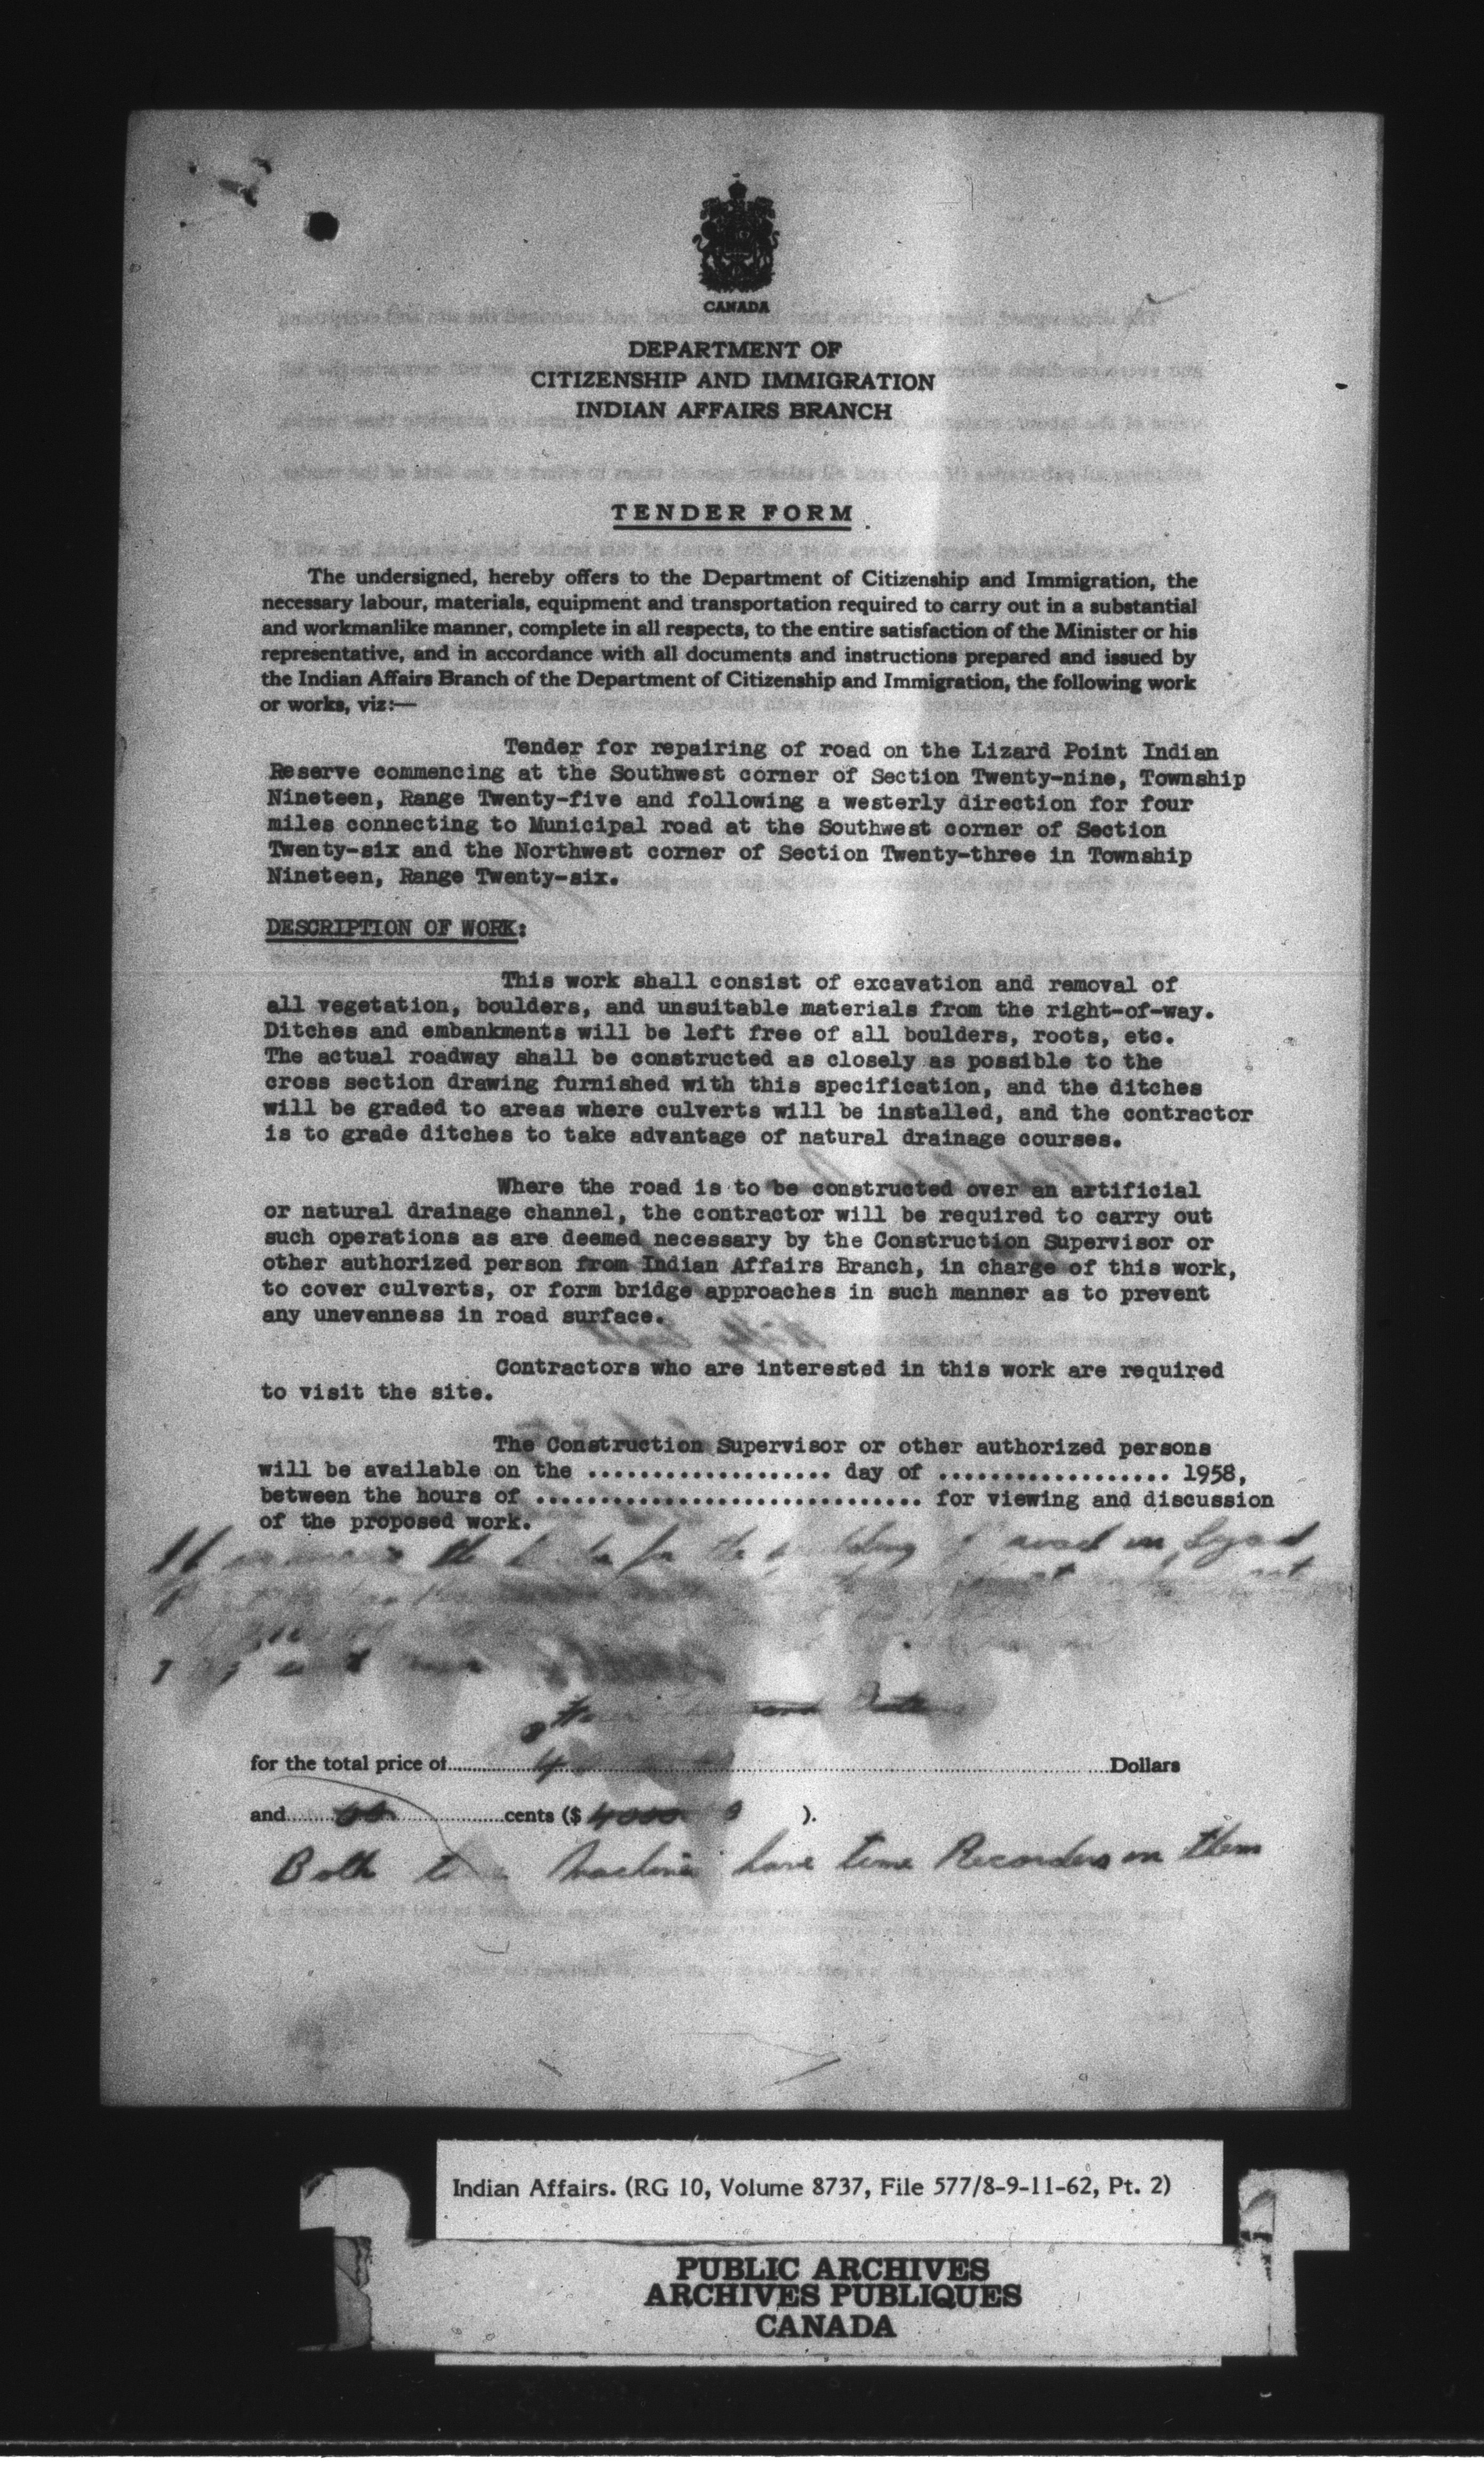 CANADA
DEPARTMENT OF
CITIZENSHIP AND IMMIGRATION
INDIAN AFFAIRS BRANCH
TENDER FORM
The undersigned, hereby offers to the Department of Citizenship and Immigration, the
necessary labour, materials, equipment and transportation required to carry out in a substantial
and workmanlike manner, complete in all respects, to the entire satisfaction of the Minister or his
representative, and in accordance with all documents and instructions prepared and issued by
the Indian Affairs Branch of the Department of Citizenship and Immigration, the following work
or works, viz:—
Tender for repairing of road on the Lizard Point Indian
Reserve commencing at the Southwest corner of Section Twenty-nine, Township
Nineteen, Range Twenty-five and following a westerly direction for four
miles connecting to Municipal road at the Southwest corner of Section
Twenty-six and the Northwest corner of Section Twenty-three in Township
Nineteen, Range Twenty-six.
DESCRIPTION OF WORK:
This work shall consist of excavation and removal of
all vegetation, boulders, and unsuitable materials from the right-of-way.
Ditches and embankments will be left free of all boulders, roots, etc.
The actual roadway shall be constructed as closely as possible to the
cross section drawing furnished with this specification, and the ditches
will be graded to areas where culverts will be installed, and the contractor
is to grade ditches to take advantage of natural drainage courses.
Where the road is to be constructed over an artificial
or natural drainage channel, the contractor will be required to carry out
such operations as are deemed necessary by the Construction Supervisor or
other authorized person from Indian Affairs Branch, in charge of this work,
to cover culverts, or form bridge approaches in such manner as to prevent
any unevenness in road surface.
Contractors who are interested in this work are required
to visit the site.
The Construction Supervisor or other authorized persons
will be available on the ................... day of .................. 1958,
between the hours of .............................. for viewing and discussion
of the proposed work.
for the the road on
for the total price of Dollars
and cents ($ 4000 ).
Both Machine have time Recorders on them
Indian Affairs. (RG 10, Volume 8737, File 577/8-9-11-62, Pt. 2)
PUBLIC ARCHIVES
ARCHIVES PUBLIQUES
CANADA